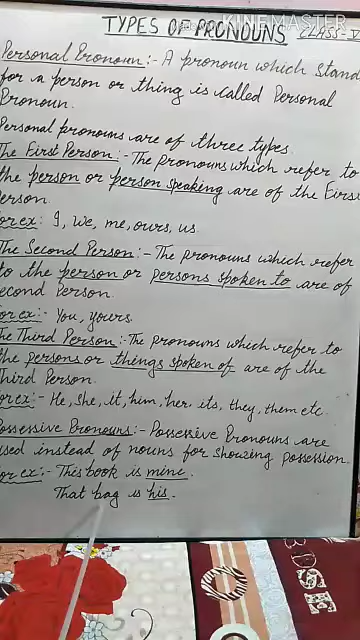 KINEMASTER
TYPES OF PRONOUNS CLASS-V
Personal Pronoun:- A pronoun which stand
for a person or thing is called Personal
Pronoun.
Personal pronouns are of three types.
The First Person:- The pronouns which refer to
the person or person speaking are of the First
Person.
For ex: I, we, me, ours, us
The Second Person:- The pronouns which refer
to the person or persons spoken to are of
Second Person.
For ex:- You, yours.
The Third Person:- The pronouns which refer to
the persons or things spoken of are of the
Third Person.
For ex:- He, she, it, him, her, its, they, them etc.
Possessive Pronouns:- Possessive Pronouns are
used instead of nouns for showing possession.
For ex:- This book is mine.
That bag is his.